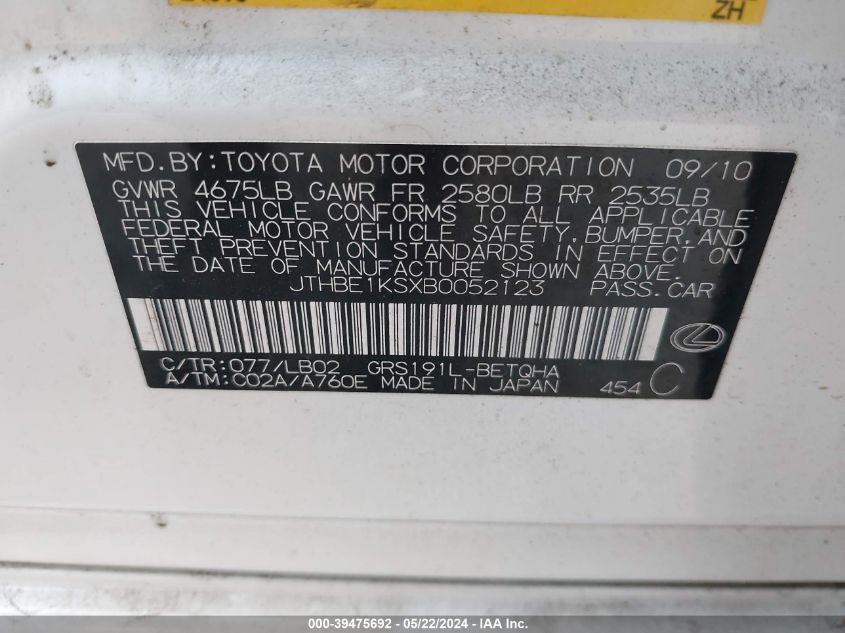 ZH
MFD.BY:TOYOTA MOTOR CORPORATION 09/10
GVWR 4675LB GAWR FR 2580LB RR 2535LB
THIS VEHICLE CONFORMS TO ALL APPLICABLE
FEDERAL MOTOR VEHICLE SAFETY,BUMPER,AND
THEFT PREVENTION STANDARDS IN EFFECT ON
THE DATE OF MANUFACTURE SHOWN ABOVE.
JTHBE1KSXB0052123 PASS.CAR
C/TR:077/LB02 GRS191L-BETQHA
A/TM:C02A/A760E MADE IN JAPAN 454 C
000-39475692 - 05/22/2024 - IAA Inc.